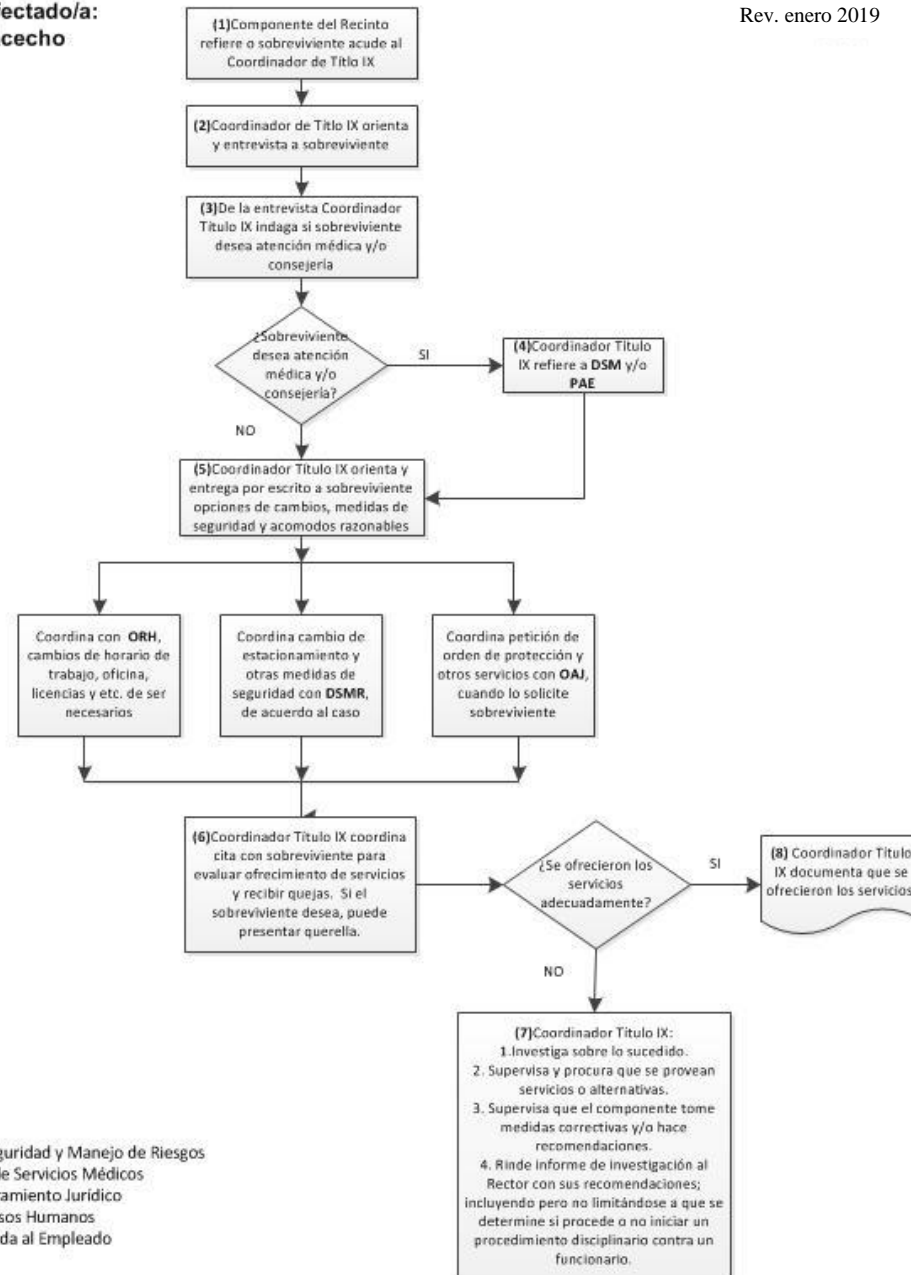 fectado/a:
cecho
Rev. enero 2019
(1)Componente del Recinto
refiere o sobreviviente acude al
Coordinador de Títlo IX
(2)Coordinador de Títlo IX orienta
y entrevista a sobreviviente
(3)De la entrevista Coordinador
Título IX indaga si sobreviviente
desea atención médica y/o
consejería
¿Sobreviviente
desea atención
médica y/o
consejería?
SI
(4)Coordinador Título
IX refiere a DSM y/o
PAE
NO
(5)Coordinador Título IX orienta y
entrega por escrito a sobreviviente
opciones de cambios, medidas de
seguridad y acomodos razonables
Coordina con ORH,
cambios de horario de
trabajo, oficina,
licencias y etc. de ser
necesarios
Coordina cambio de
estacionamiento y
otras medidas de
seguridad con DSMR,
de acuerdo al caso
Coordina petición de
orden de protección y
otros servicios con OAJ,
cuando lo solicite
sobreviviente
(6)Coordinador Título IX coordina
cita con sobreviviente para
evaluar ofrecimiento de servicios
y recibir quejas. Si el
sobreviviente desea, puede
presentar querella.
¿Se ofrecieron los
servicios
adecuadamente?
SI
(8) Coordinador Título
IX documenta que se
ofrecieron los servicios
NO
(7)Coordinador Título IX:
1.Investiga sobre lo sucedido.
2. Supervisa y procura que se provean
servicios o alternativas.
3. Supervisa que el componente tome
medidas correctivas y/o hace
recomendaciones.
4. Rinde informe de investigación al
Rector con sus recomendaciones;
incluyendo pero no limitándose a que se
determine si procede o no iniciar un
procedimiento disciplinario contra un
funcionario.
guridad y Manejo de Riesgos
le Servicios Médicos
amiento Jurídico
sos Humanos
da al Empleado